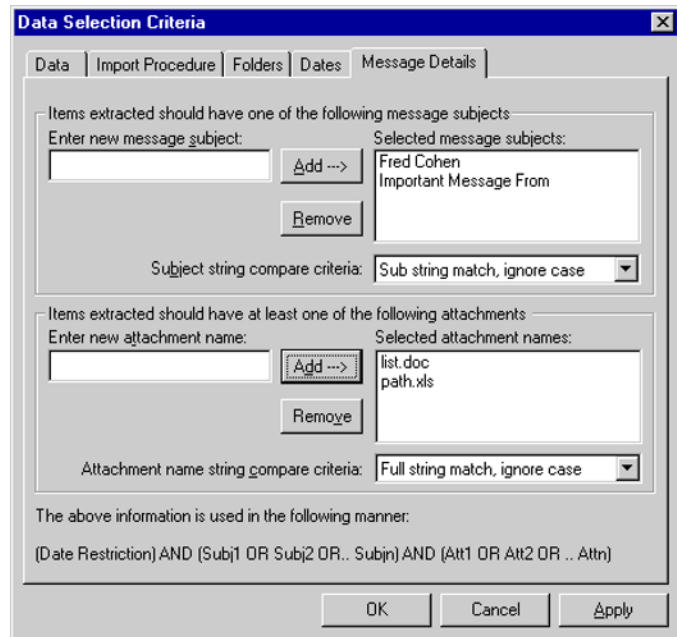 Data Selection Criteria
Data Import Procedure Folders Dates Message Details
Items extracted should have one of the following message subjects
Enter new message subject:
Selected message subjects:
Add --->
Fred Cohen
Important Message From
Remove
Subject string compare criteria: Sub string match, ignore case
Items extracted should have at least one of the following attachments
Enter new attachment name:
Selected attachment names:
Add --->
list.doc
path.xls
Remove
Attachment name string compare criteria: Full string match, ignore case
The above information is used in the following manner:
(Date Restriction) AND (Subj1 OR Subj2 OR.. Subjn) AND (Att1 OR Att2 OR .. Attn)
OK Cancel Apply